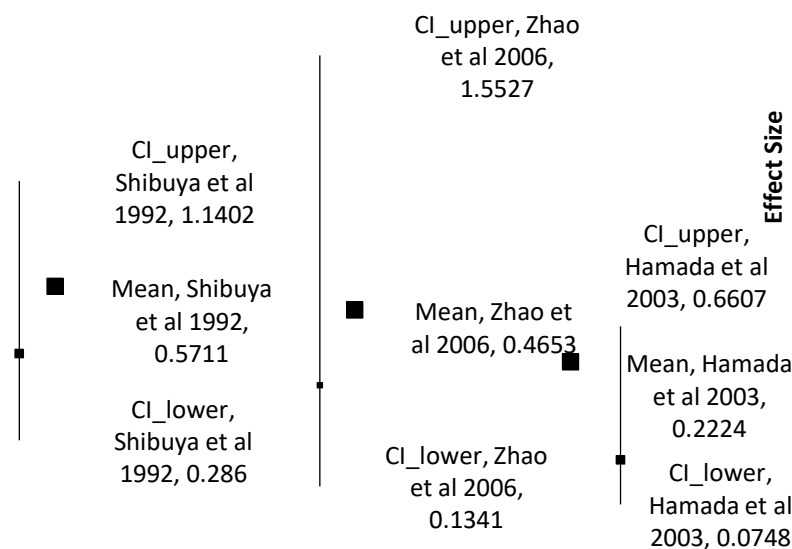 CI_upper, Zhao
et al 2006,
1.5527
CI_upper,
Shibuya et al
1992, 1.1402
Effect Size
CI_upper,
Hamada et al
2003, 0.6607
Mean, Shibuya
et al 1992,
0.5711
Mean, Zhao et
al 2006, 0.4653
Mean, Hamada
et al 2003,
0.2224
CI_lower,
Shibuya et al
1992, 0.286
CI_lower, Zhao
et al 2006,
0.1341
CI_lower,
Hamada et al
2003, 0.0748